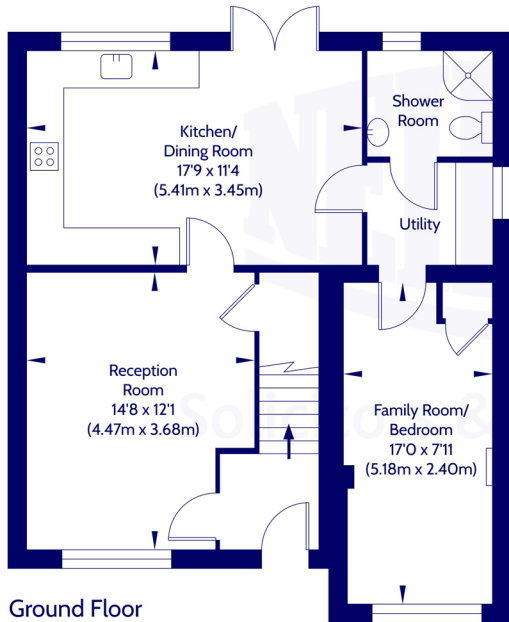 Shower
Room
Kitchen/
Dining Room
17'9 x 11'4
(5.41m x 3.45m)
Utility
Reception
Room
14'8 x 12'1
(4.47m x 3.68m)
Family Room/
Bedroom
17'0 x 7'11
(5.18m x 2.40m)
Ground Floor